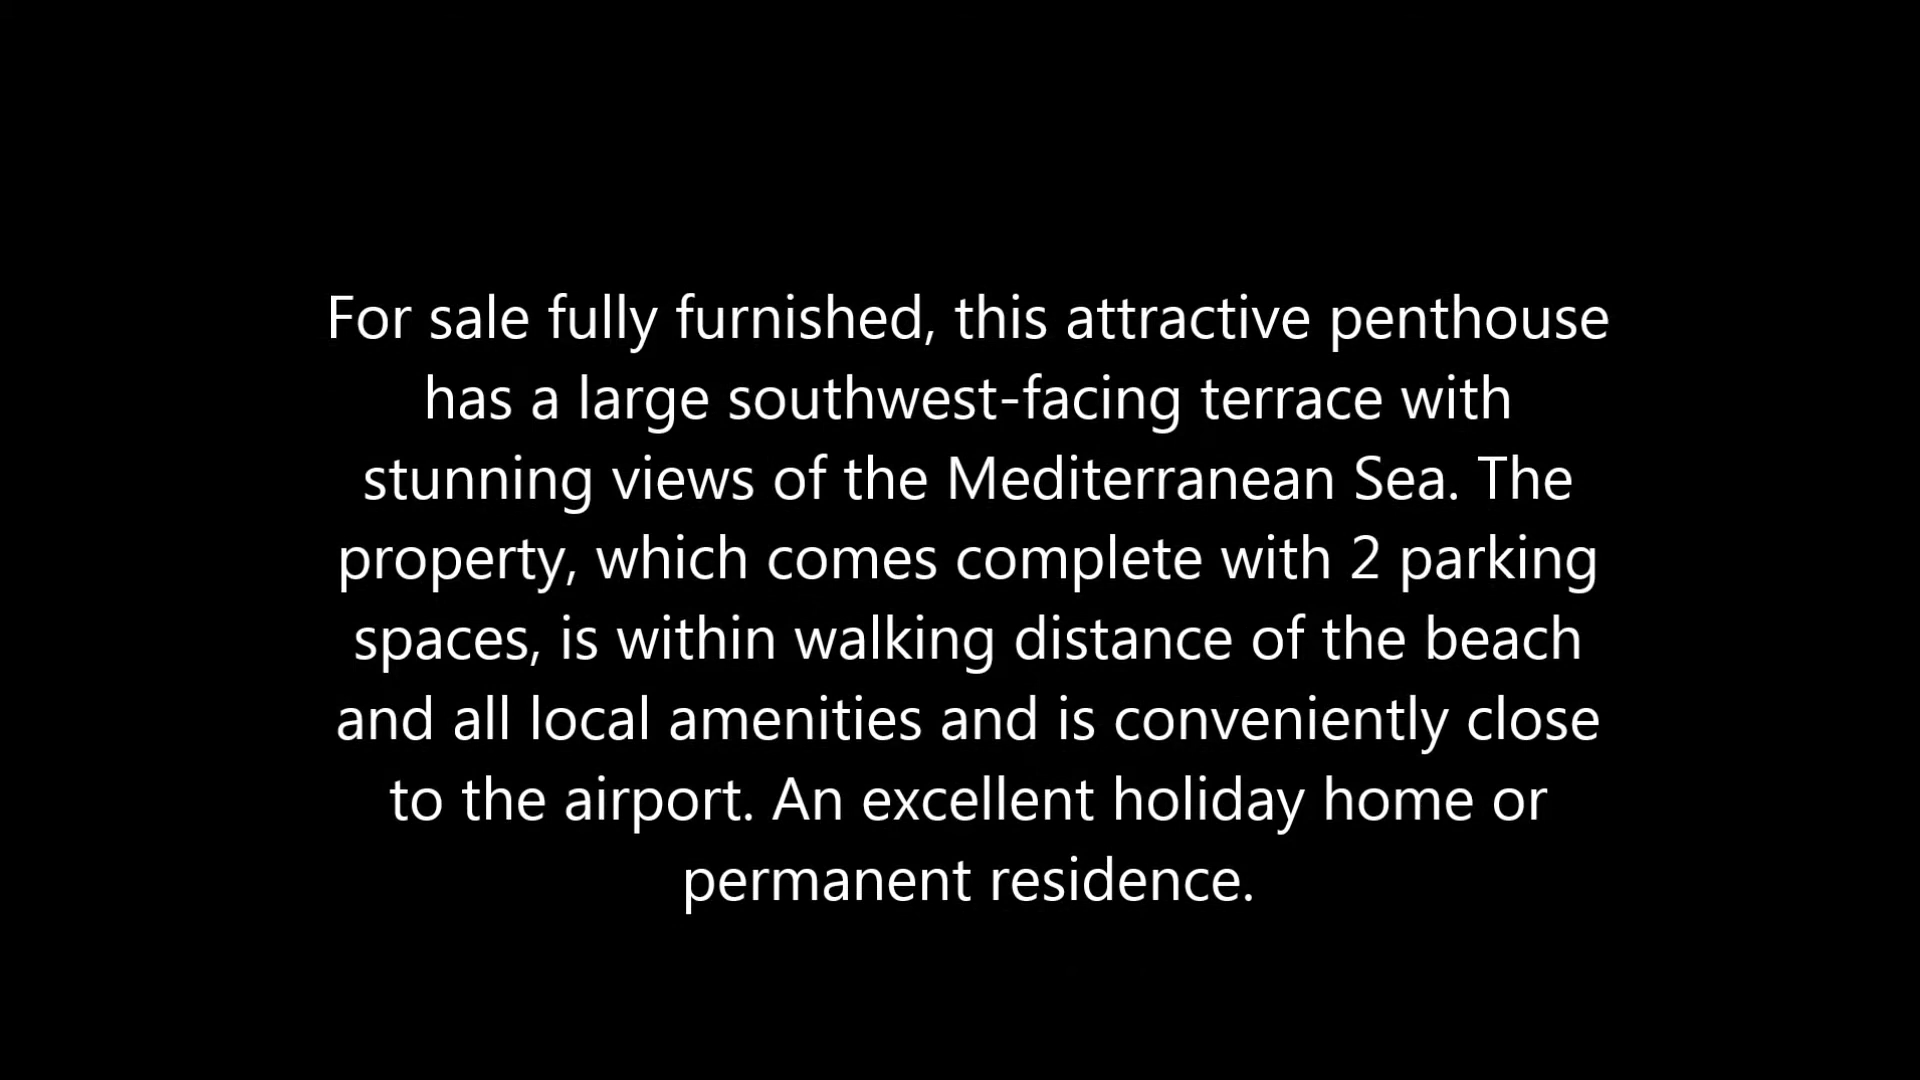 For sale fully furnished, this attractive penthouse
has a large southwest-facing terrace with
stunning views of the Mediterranean Sea. The
property, which comes complete with 2 parking
spaces, is within walking distance of the beach
and all local amenities and is conveniently close
to the airport. An excellent holiday home or
permanent residence.